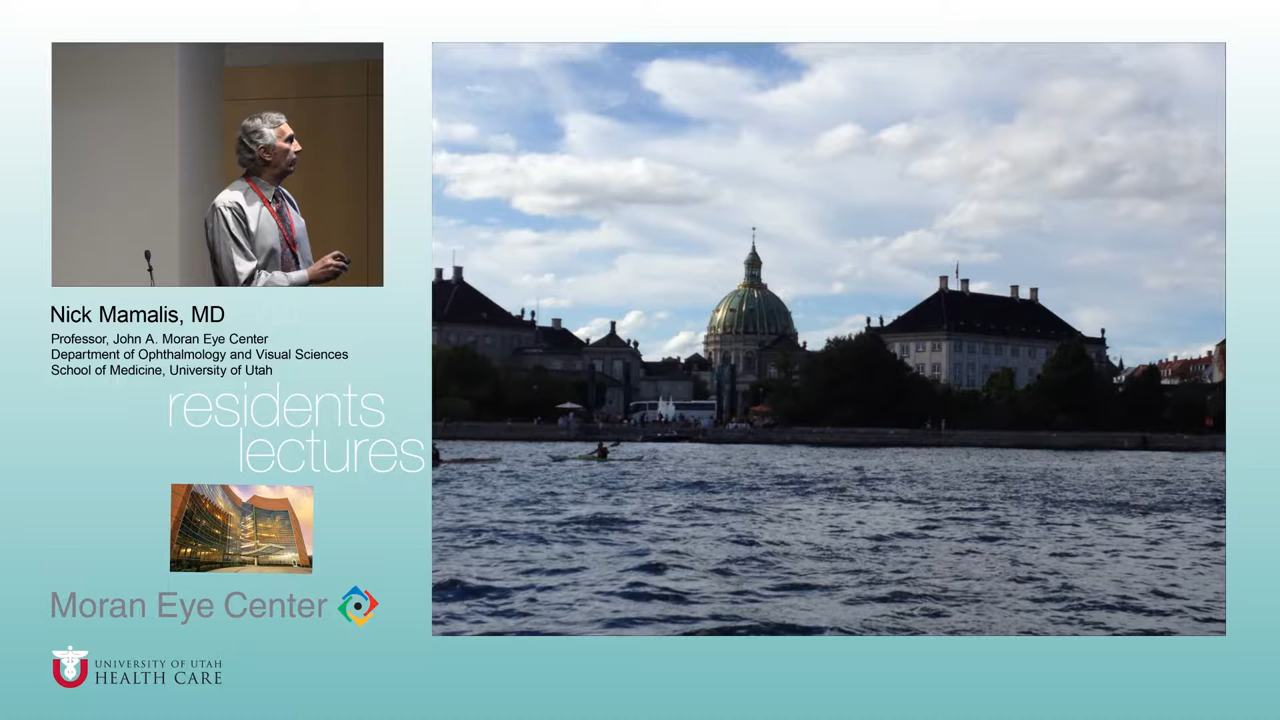 Nick Mamalis, MD
Professor, John A. Moran Eye Center
Department of Ophthalmology and Visual Sciences
School of Medicine, University of Utah
residents
lectures
Moran Eye Center
UNIVERSITY OF UTAH
HEALTH CARE